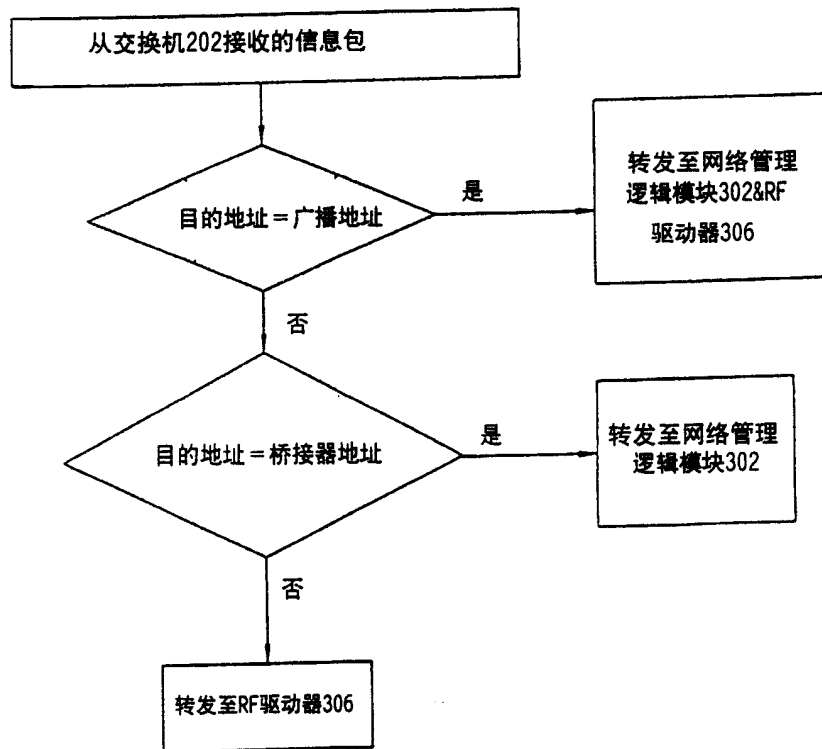 从交换机202接收的信息包
目的地址＝广播地址
是
转发至网络管理
逻辑模块302&RF
驱动器306
否
目的地址＝桥接器地址
是
转发至网络管理
逻辑模块302
否
转发至RF驱动器306